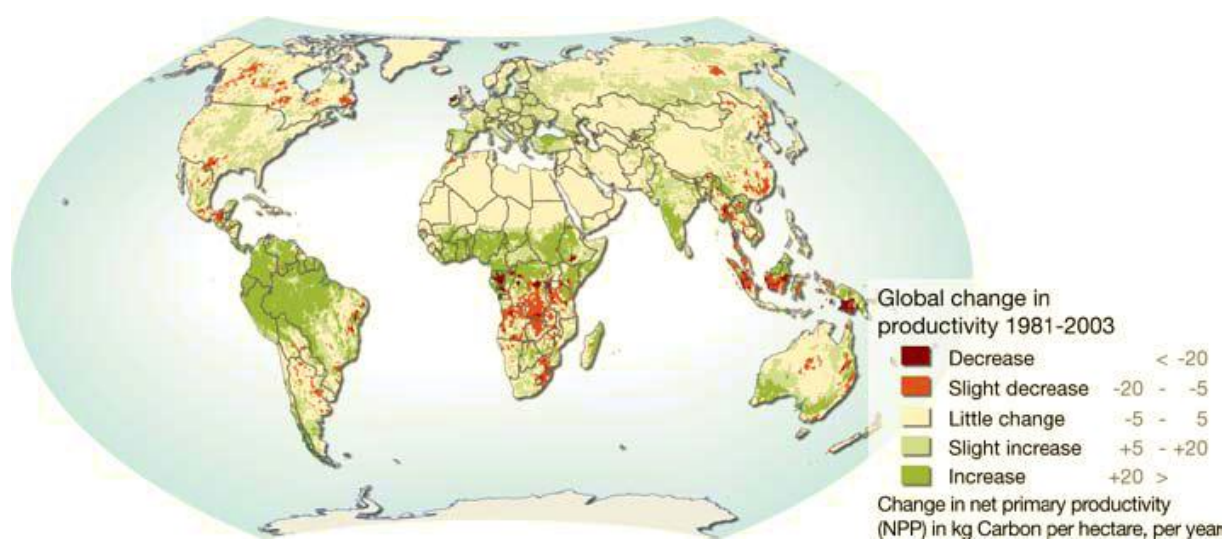 Global change in
productivity 1981-2003
Decrease < -20
Slight decrease -20 - -5
Little change -5 - 5
Slight increase +5 - +20
Increase +20 >
Change in net primary productivity
(NPP) in kg Carbon per hectare, per year